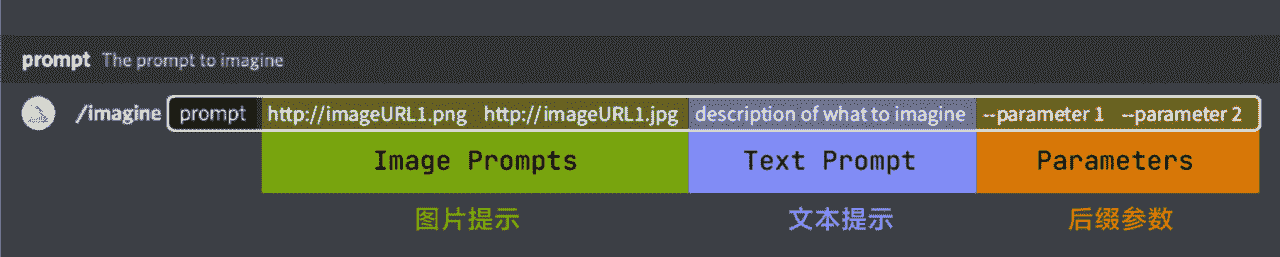 prompt The prompt to imagine
/imagine prompt http://imageURL1.png http://imageURL1.jpg description of what to imagine --parameter 1 --parameter 2
Image Prompts Text Prompt Parameters
图片提示 文本提示 后缀参数